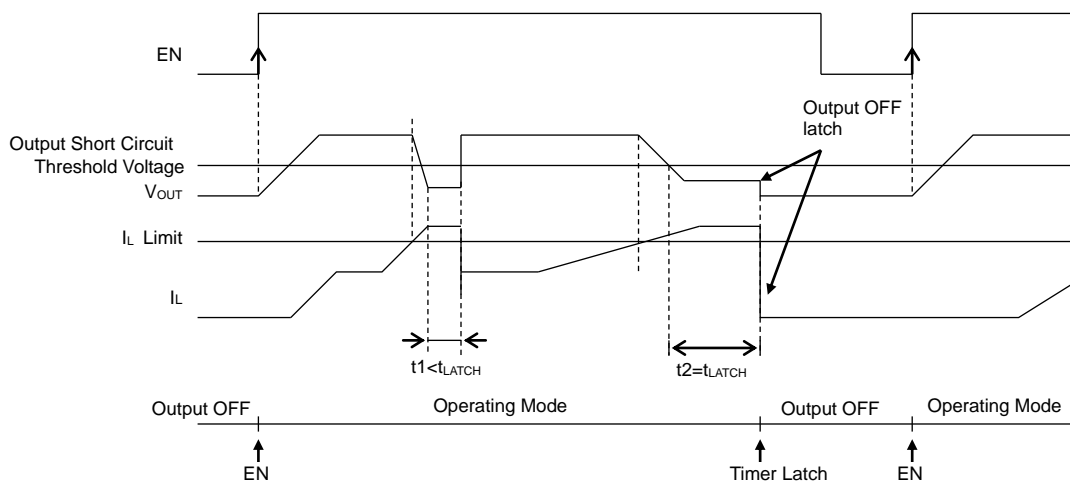 EN
Output OFF
latch
Output Short Circuit
Threshold Voltage
VOUT
IL Limit
IL
t1<tLATCH
t2=tLATCH
Output OFF
Operating Mode
Output OFF
Operating Mode
EN
Timer Latch
EN